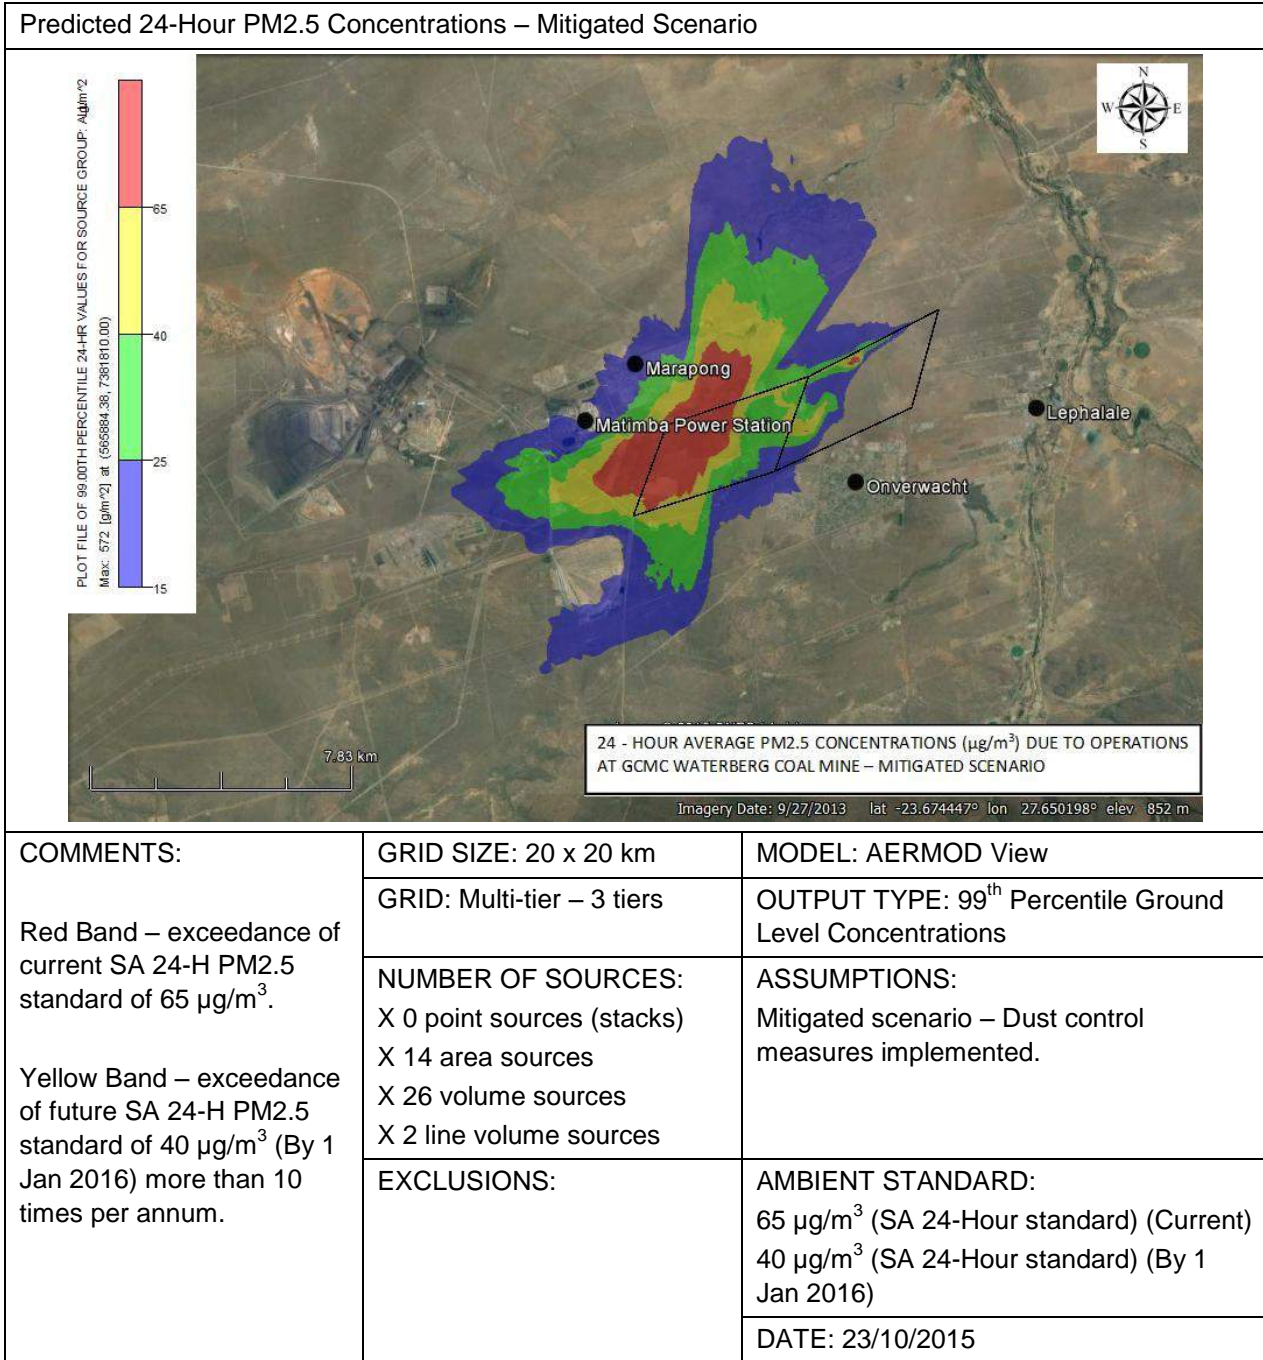 Predicted 24-Hour PM2.5 Concentrations – Mitigated Scenario
PLOT FILE OF 99.00TH PERCENTILE 24-HR VALUES FOR SOURCE GROUP:
Max: 572 [g/m^2] at (565884.38, 7381810.00)
65
40
25
15
N
W
E
S
Marapong
Matimba Power Station
Lephalale
Onverwacht
7.83 km
24 - HOUR AVERAGE PM2.5 CONCENTRATIONS (µg/m³) DUE TO OPERATIONS
AT GCMC WATERBERG COAL MINE – MITIGATED SCENARIO
Imagery Date: 9/27/2013 lat -23.674447° lon 27.650198° elev 852 m
COMMENTS:
Red Band – exceedance of
current SA 24-H PM2.5
standard of 65 µg/m³.
Yellow Band – exceedance
of future SA 24-H PM2.5
standard of 40 µg/m³ (By 1
Jan 2016) more than 10
times per annum.
GRID SIZE: 20 x 20 km
MODEL: AERMOD View
GRID: Multi-tier – 3 tiers
OUTPUT TYPE: 99th Percentile Ground
Level Concentrations
NUMBER OF SOURCES:
X 0 point sources (stacks)
X 14 area sources
X 26 volume sources
X 2 line volume sources
ASSUMPTIONS:
Mitigated scenario – Dust control
measures implemented.
EXCLUSIONS:
AMBIENT STANDARD:
65 µg/m³ (SA 24-Hour standard) (Current)
40 µg/m³ (SA 24-Hour standard) (By 1
Jan 2016)
DATE: 23/10/2015